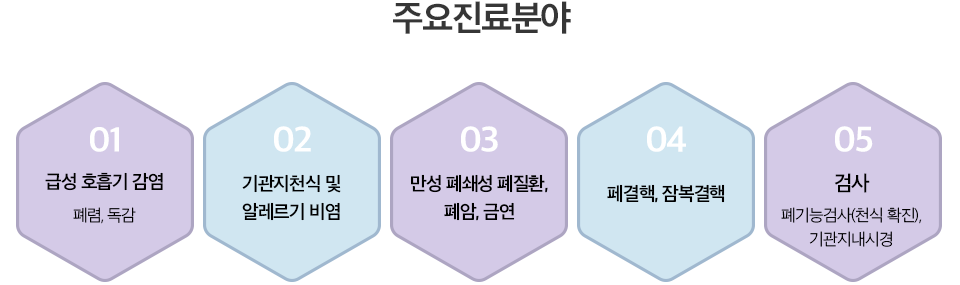 주요진료분야
01
급성 호흡기 감염
폐렴, 독감
02
기관지천식 및
알레르기 비염
03
만성 폐쇄성 폐질환,
폐암, 금연
04
페결핵, 잠복결핵
05
검사
폐기능검사(천식 확진),
기관지내시경